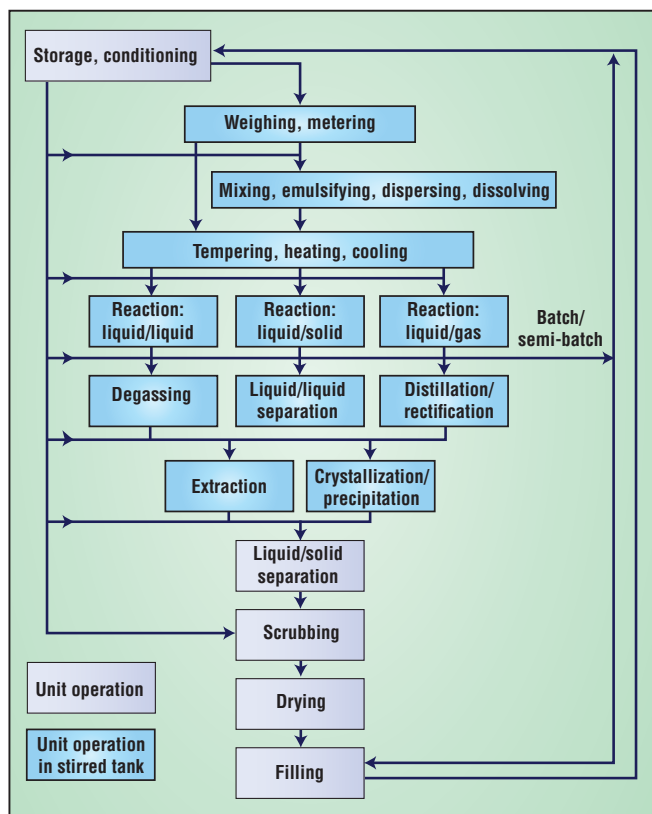 Storage, conditioning
Weighing, metering
Mixing, emulsifying, dispersing, dissolving
Tempering, heating, cooling
Reaction:
liquid/liquid
Reaction:
liquid/solid
Reaction:
liquid/gas
Batch/
semi-batch
Degassing
Liquid/liquid
separation
Distillation/
rectification
Extraction
Crystallization/
precipitation
Liquid/solid
separation
Scrubbing
Drying
Filling
Unit operation
Unit operation
in stirred tank